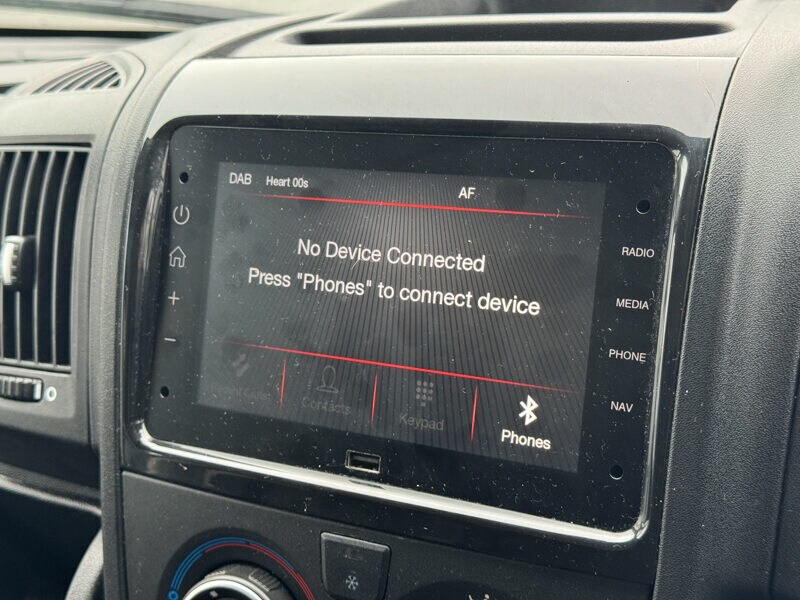 DAB Heart 00s AF
No Device Connected
Press "Phones" to connect device
Contacts
Keypad
Phones
RADIO
MEDIA
PHONE
NAV